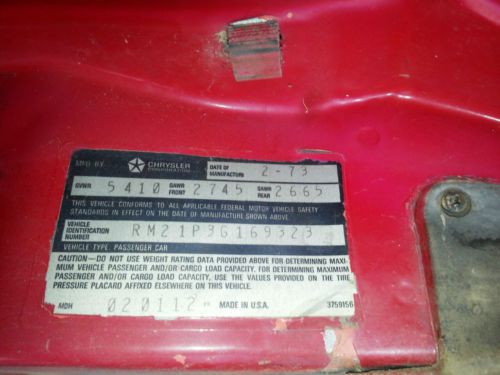 MFD BY CHRYSLER CORPORATION DATE OF MANUFACTURE 2-73
GVWR 5410 GAWR FRONT 2745 GAWR REAR 2665
THIS VEHICLE CONFORMS TO ALL APPLICABLE FEDERAL MOTOR VEHICLE SAFETY
STANDARDS IN EFFECT ON THE DATE OF MANUFACTURE SHOWN ABOVE.
VEHICLE IDENTIFICATION NUMBER RM21P3G169323
VEHICLE TYPE: PASSENGER CAR
CAUTION—DO NOT USE WEIGHT RATING DATA FOR DETERMINING MAXI-
MUM VEHICLE PASSENGER AND/OR CARGO LOAD CAPACITY. FOR DETERMINING MAXIMUM
PASSENGER AND/OR CARGO LOAD CAPACITY, USE THE VALUES PROVIDED ON THE TIRE
PRESSURE PLACARD AFFIXED ELSEWHERE ON THIS VEHICLE.
MDH 020112 MADE IN U.S.A. 3759156